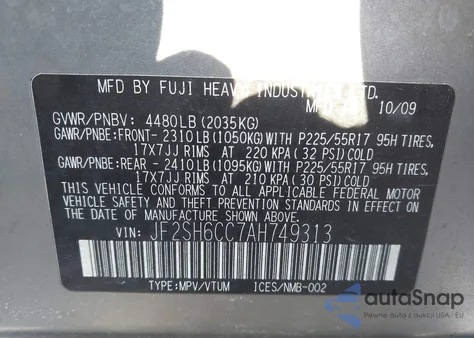 MFD BY FUJI HEAVY INDUSTRIES LTD.
10/09
GVWR/PNBV: 4480LB (2035KG)
GAWR/PNBE:FRONT- 2310LB(1050KG)WITH P225/55R17 95H TIRES,
17X7JJ RIMS AT 220 KPA (32 PSI)COLD
GAWR/PNBE:REAR - 2410LB(1095KG)WITH P225/55R17 95H TIRES,
17X7JJ RIMS AT 210 KPA (30 PSI)COLD
THIS VEHICLE CONFORMS TO ALL APPLICABLE FEDERAL MOTOR
VEHICLE SAFETY STANDARDS IN EFFECT ON THE DATE OF
MANUFACTURE SHOWN ABOVE.
VIN: JF2SH6CC7AH749313
TYPE:MPV/VTUM ICES/NMB-002
autoSnap
Pewne auto z USA / EU